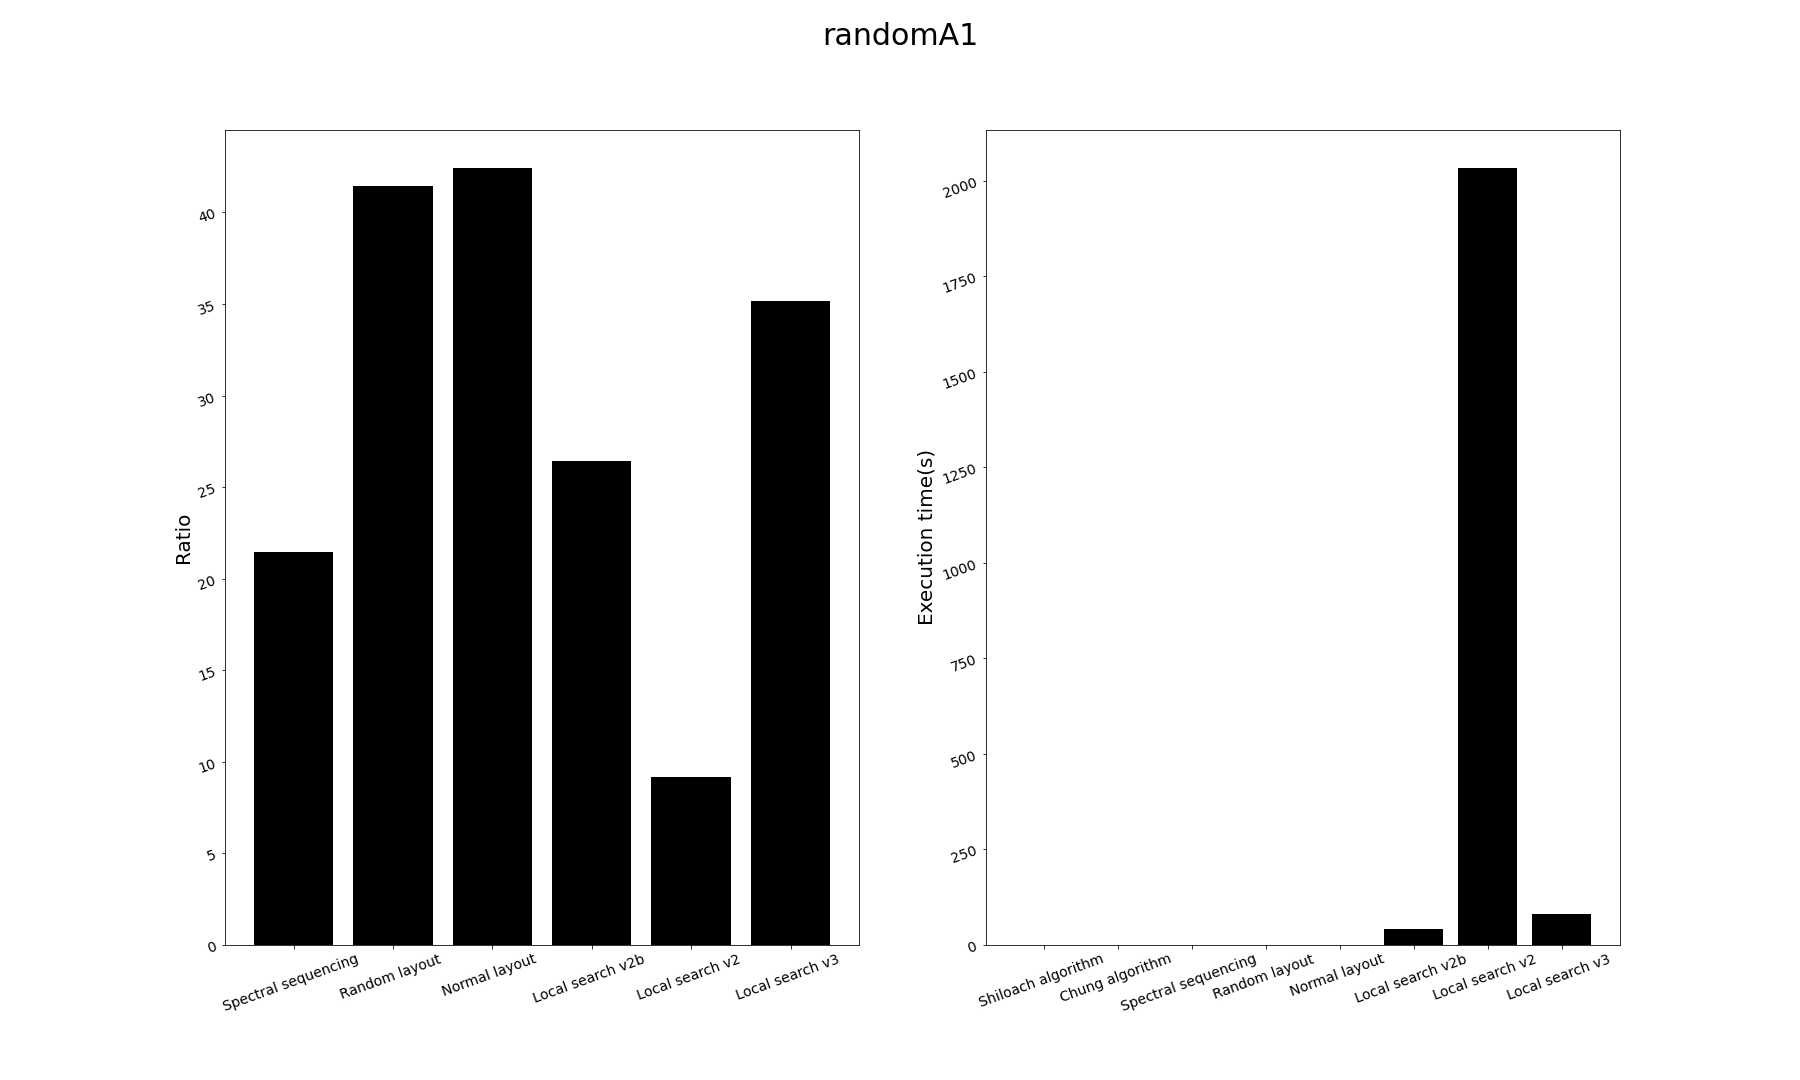 randomA1
Ratio
40
35
30
25
20
15
10
5
0
Spectral sequencing
Random layout
Normal layout
Local search v2b
Local search v2
Local search v3
Execution time(s)
2000
1750
1500
1250
1000
750
500
250
0
Shiloach algorithm
Chung algorithm
Spectral sequencing
Random layout
Normal layout
Local search v2b
Local search v2
Local search v3